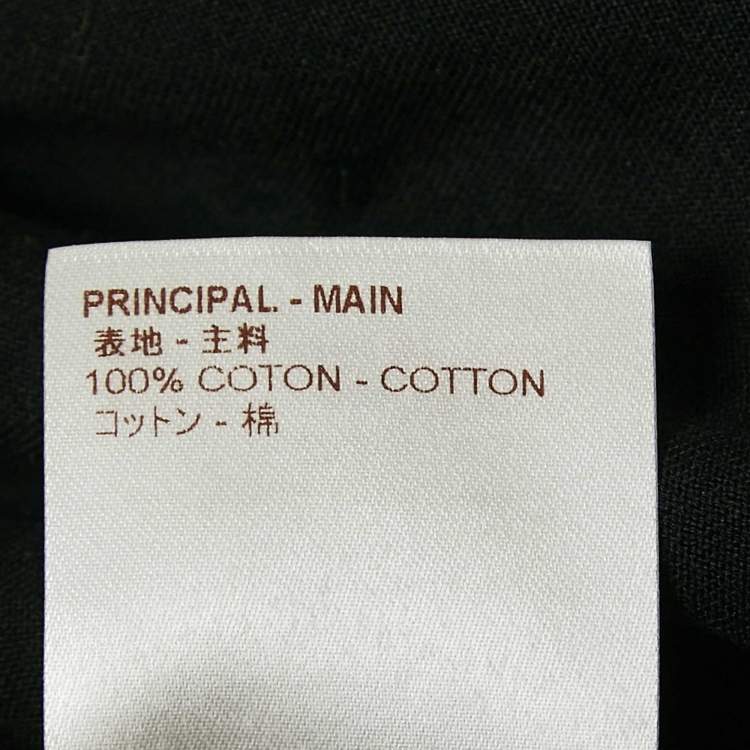 PRINCIPAL - MAIN
表地 - 主料
100% COTON - COTTON
コットン - 棉